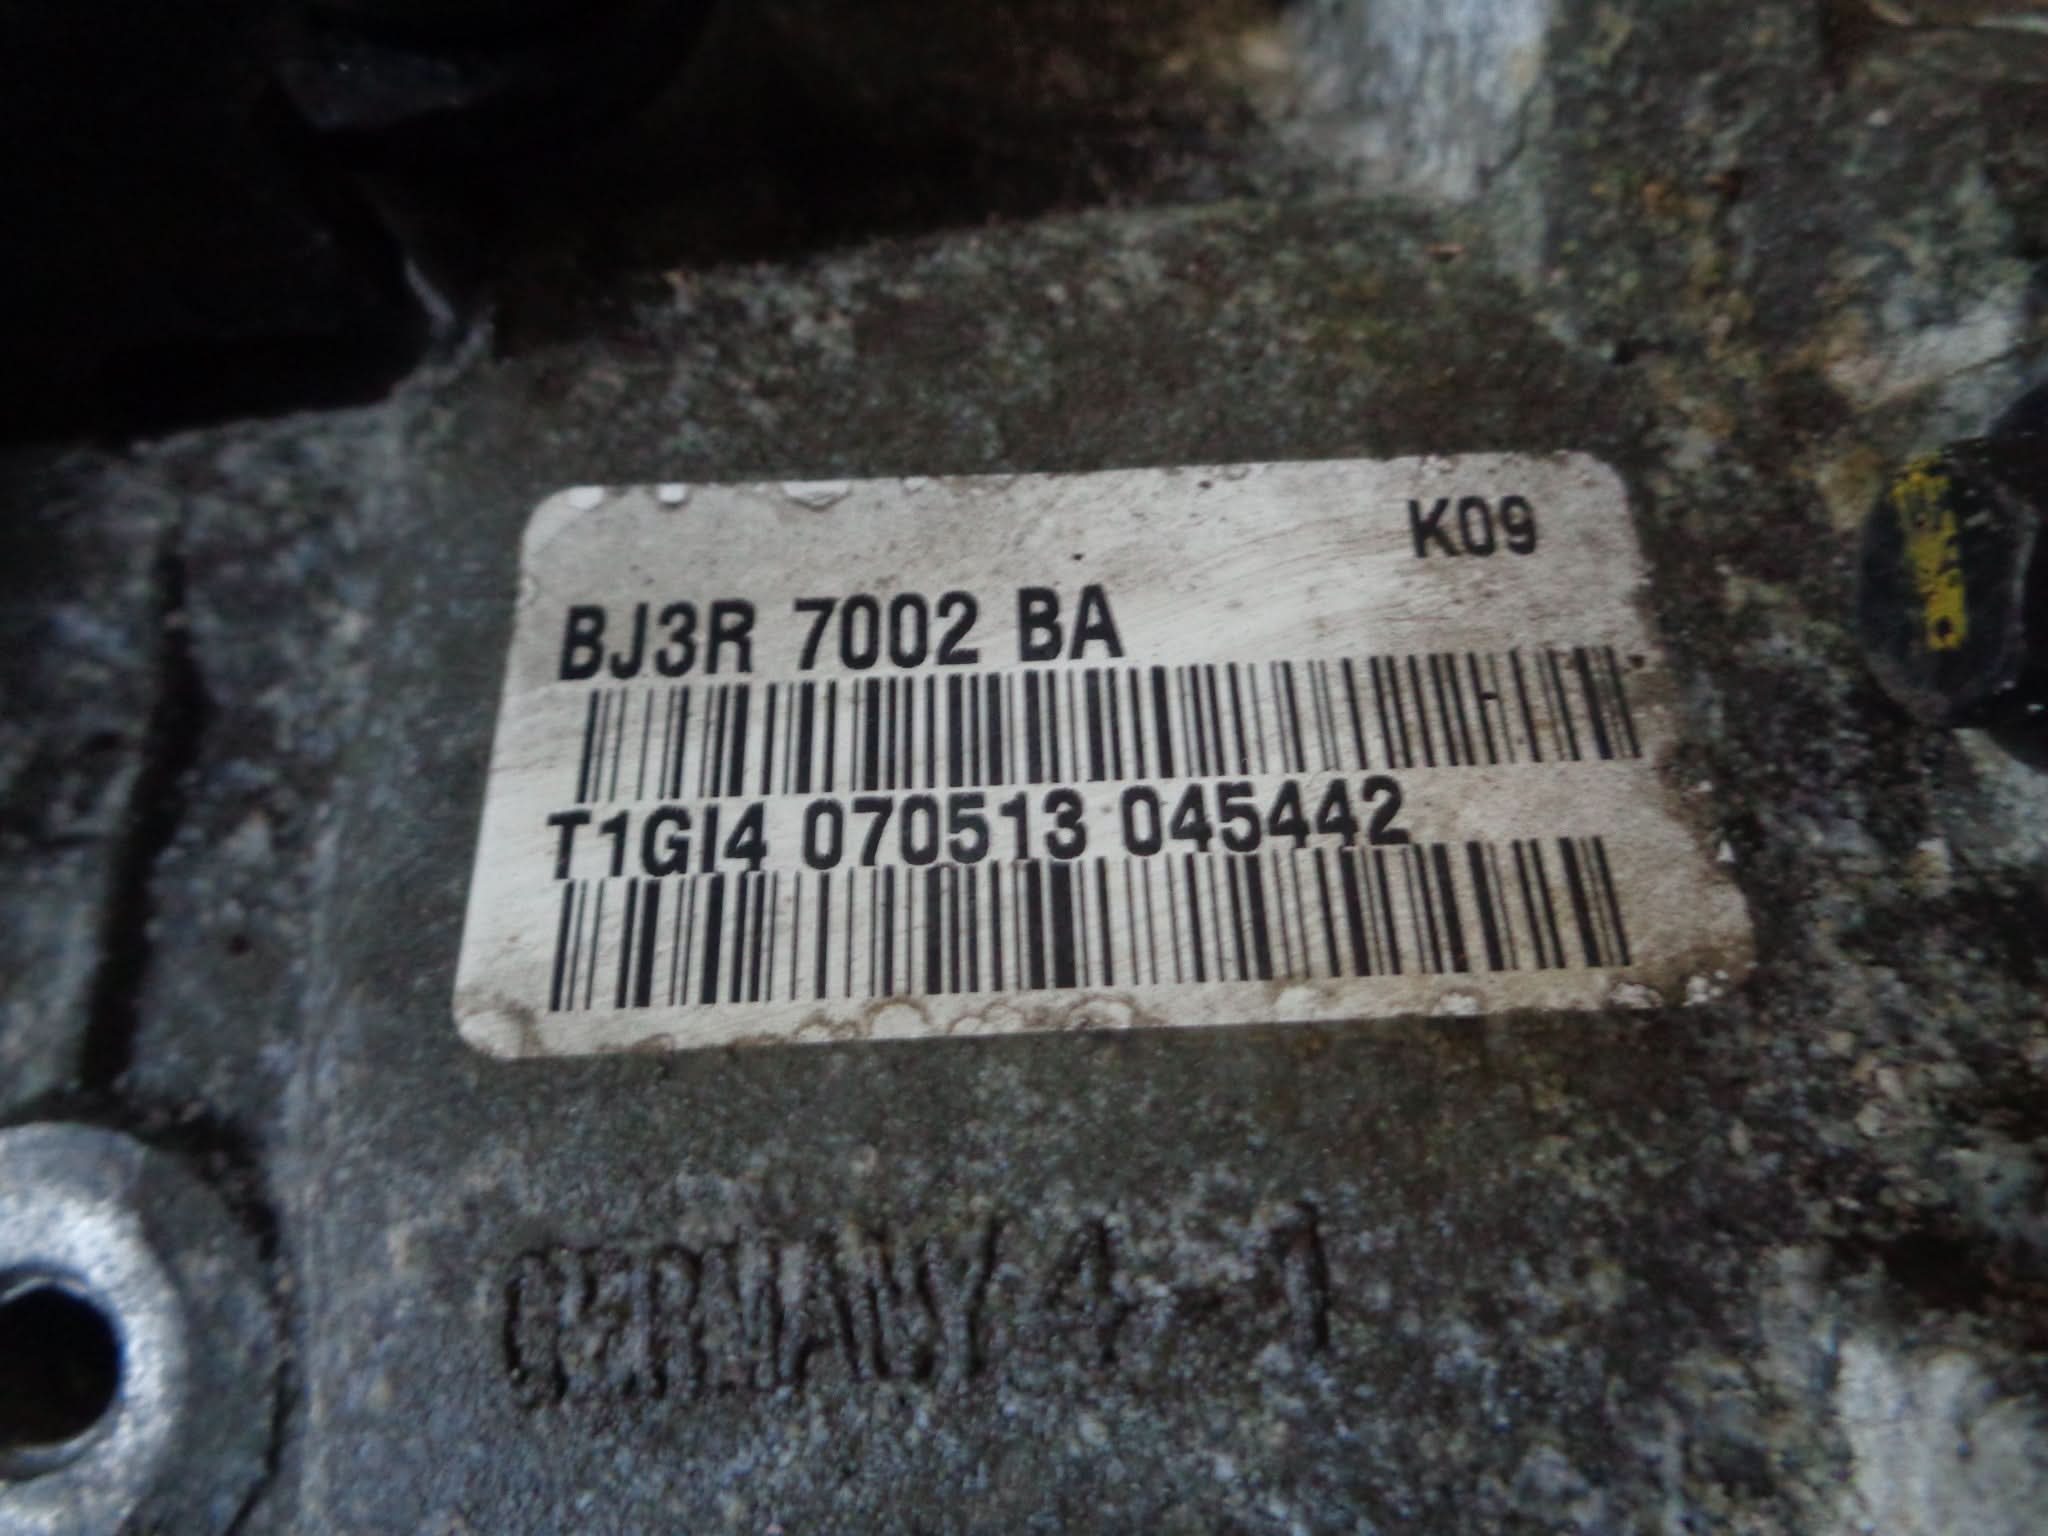 K09
BJ3R 7002 BA
T1GI4 070513 045442
GERMANY 4 - 1